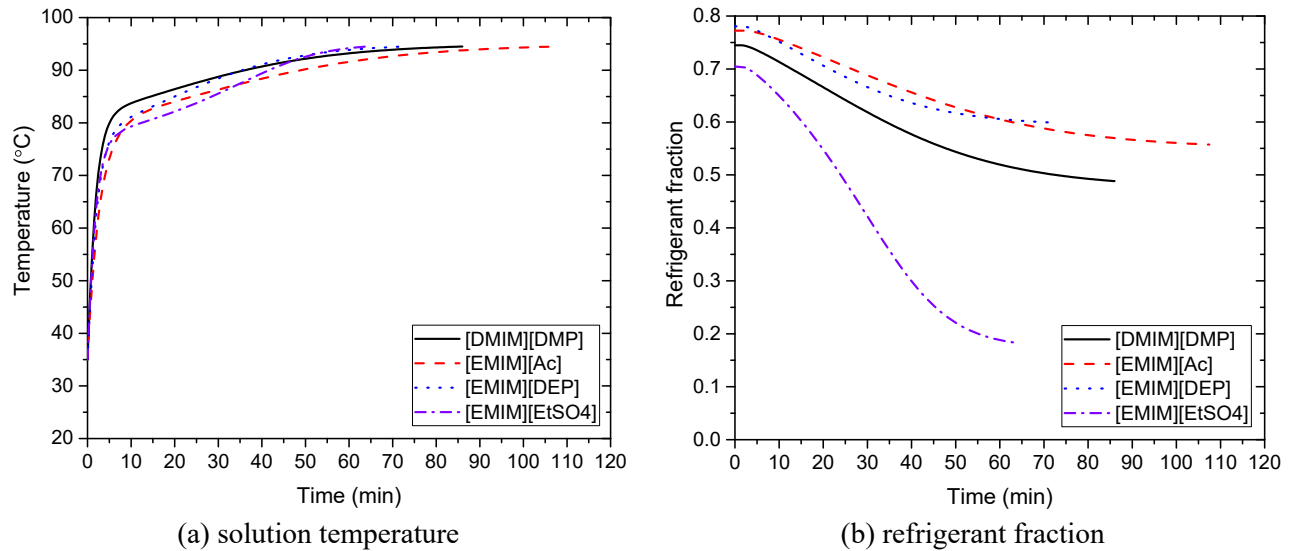 100
90
80
70
60
50
40
30
20
Temperature (°C)
[DMIM][DMP]
[EMIM][Ac]
[EMIM][DEP]
[EMIM][EtSO4]
0 10 20 30 40 50 60 70 80 90 100 110 120
Time (min)
(a) solution temperature
0.8
0.7
0.6
0.5
0.4
0.3
0.2
0.1
0.0
Refrigerant fraction
[DMIM][DMP]
[EMIM][Ac]
[EMIM][DEP]
[EMIM][EtSO4]
0 10 20 30 40 50 60 70 80 90 100 110 120
Time (min)
(b) refrigerant fraction